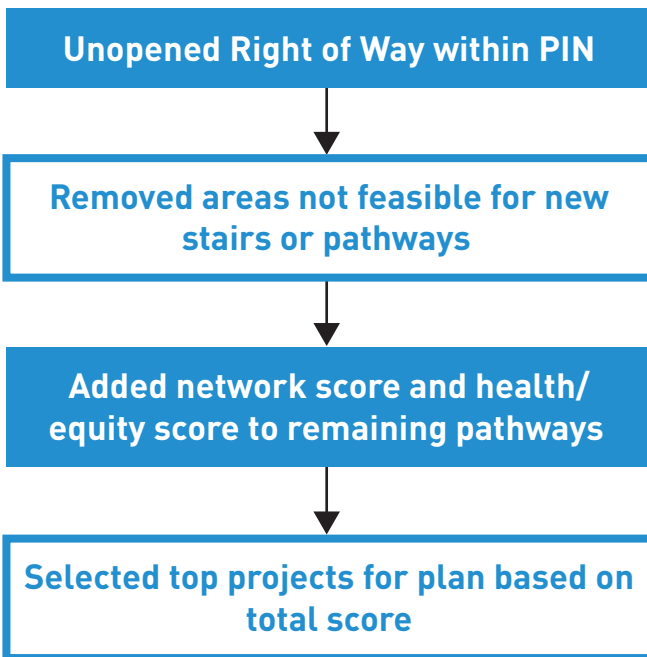 Unopened Right of Way within PIN
Removed areas not feasible for new
stairs or pathways
Added network score and health/
equity score to remaining pathways
Selected top projects for plan based on
total score